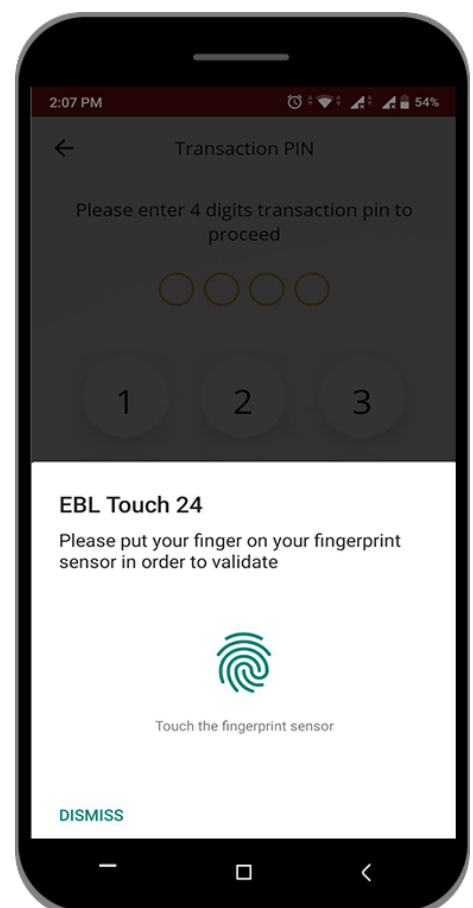 2:07 PM 54%
Transaction PIN
Please enter 4 digits transaction pin to
proceed
1 2 3
EBL Touch 24
Please put your finger on your fingerprint
sensor in order to validate
Touch the fingerprint sensor
DISMISS